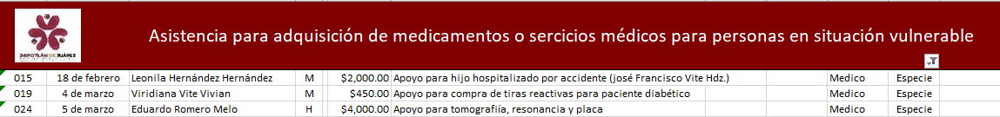 ZAPOTLÁN DE JUÁREZ
Asistencia para adquisición de medicamentos o sercicios médicos para personas en situación vulnerable
015 18 de febrero Leonila Hernández Hernández M $2,000.00 Apoyo para hijo hospitalizado por accidente (josé Francisco Vite Hdz.) Medico Especie
019 4 de marzo Viridiana Vite Vivian M $450.00 Apoyo para compra de tiras reactivas para paciente diabético Medico Especie
024 5 de marzo Eduardo Romero Melo H $4,000.00 Apoyo para tomografiía, resonancia y placa Medico Especie